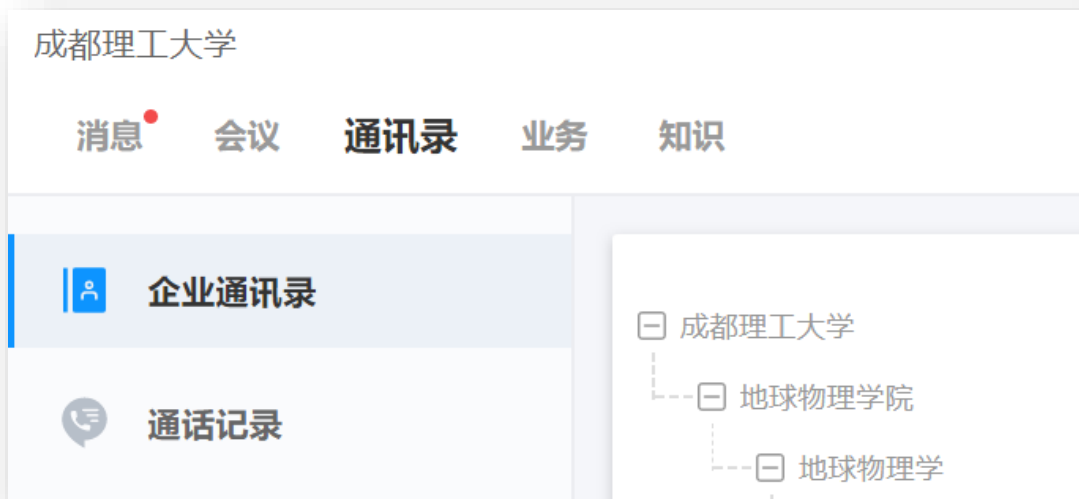 成都理工大学
消息 会议 通讯录 业务 知识
企业通讯录
成都理工大学
地球物理学院
通话记录
地球物理学